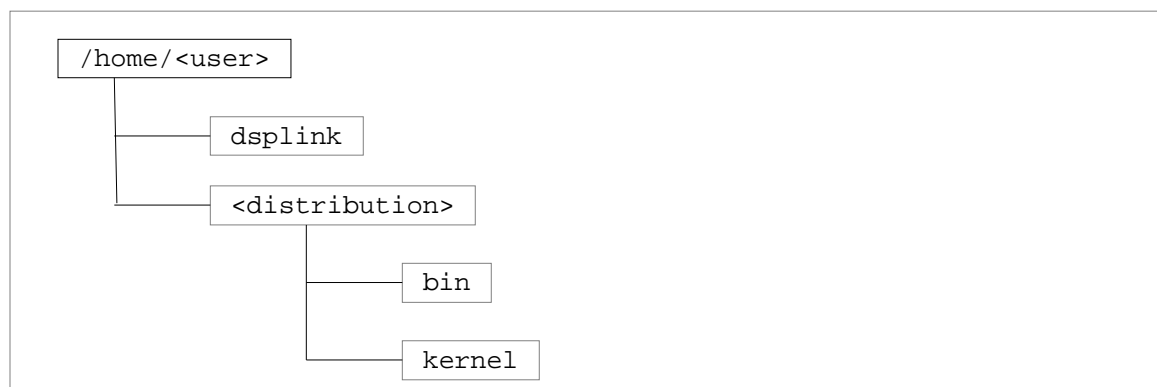 /home/<user>
dsplink
<distribution>
bin
kernel